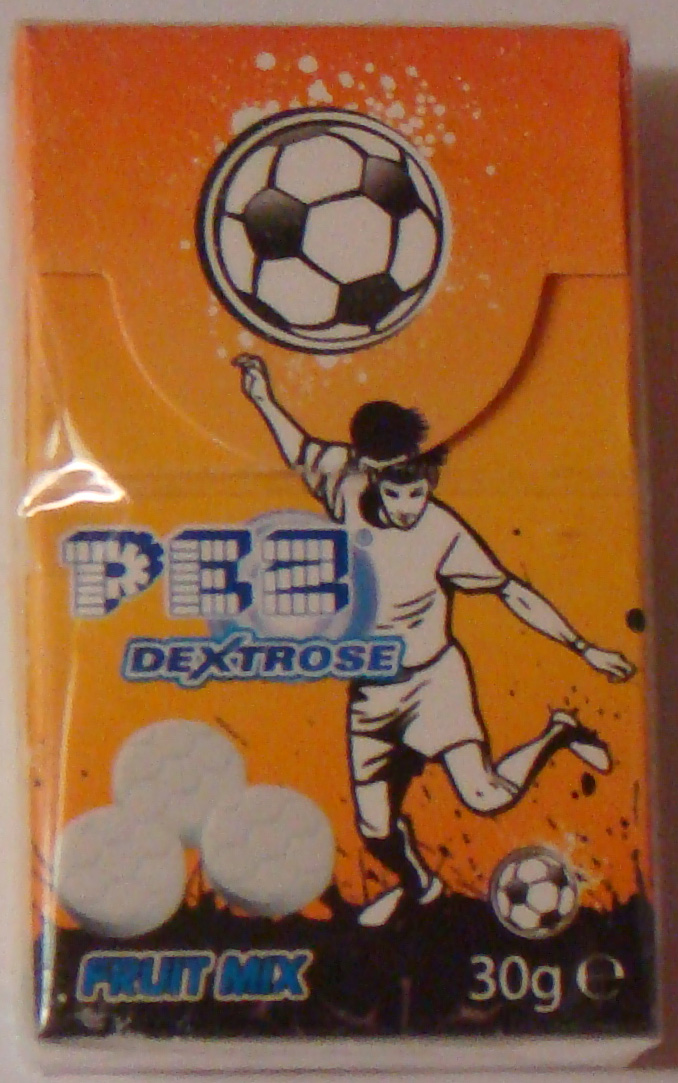 PEZ®
DEXTROSE
FRUIT MIX
30g ℮